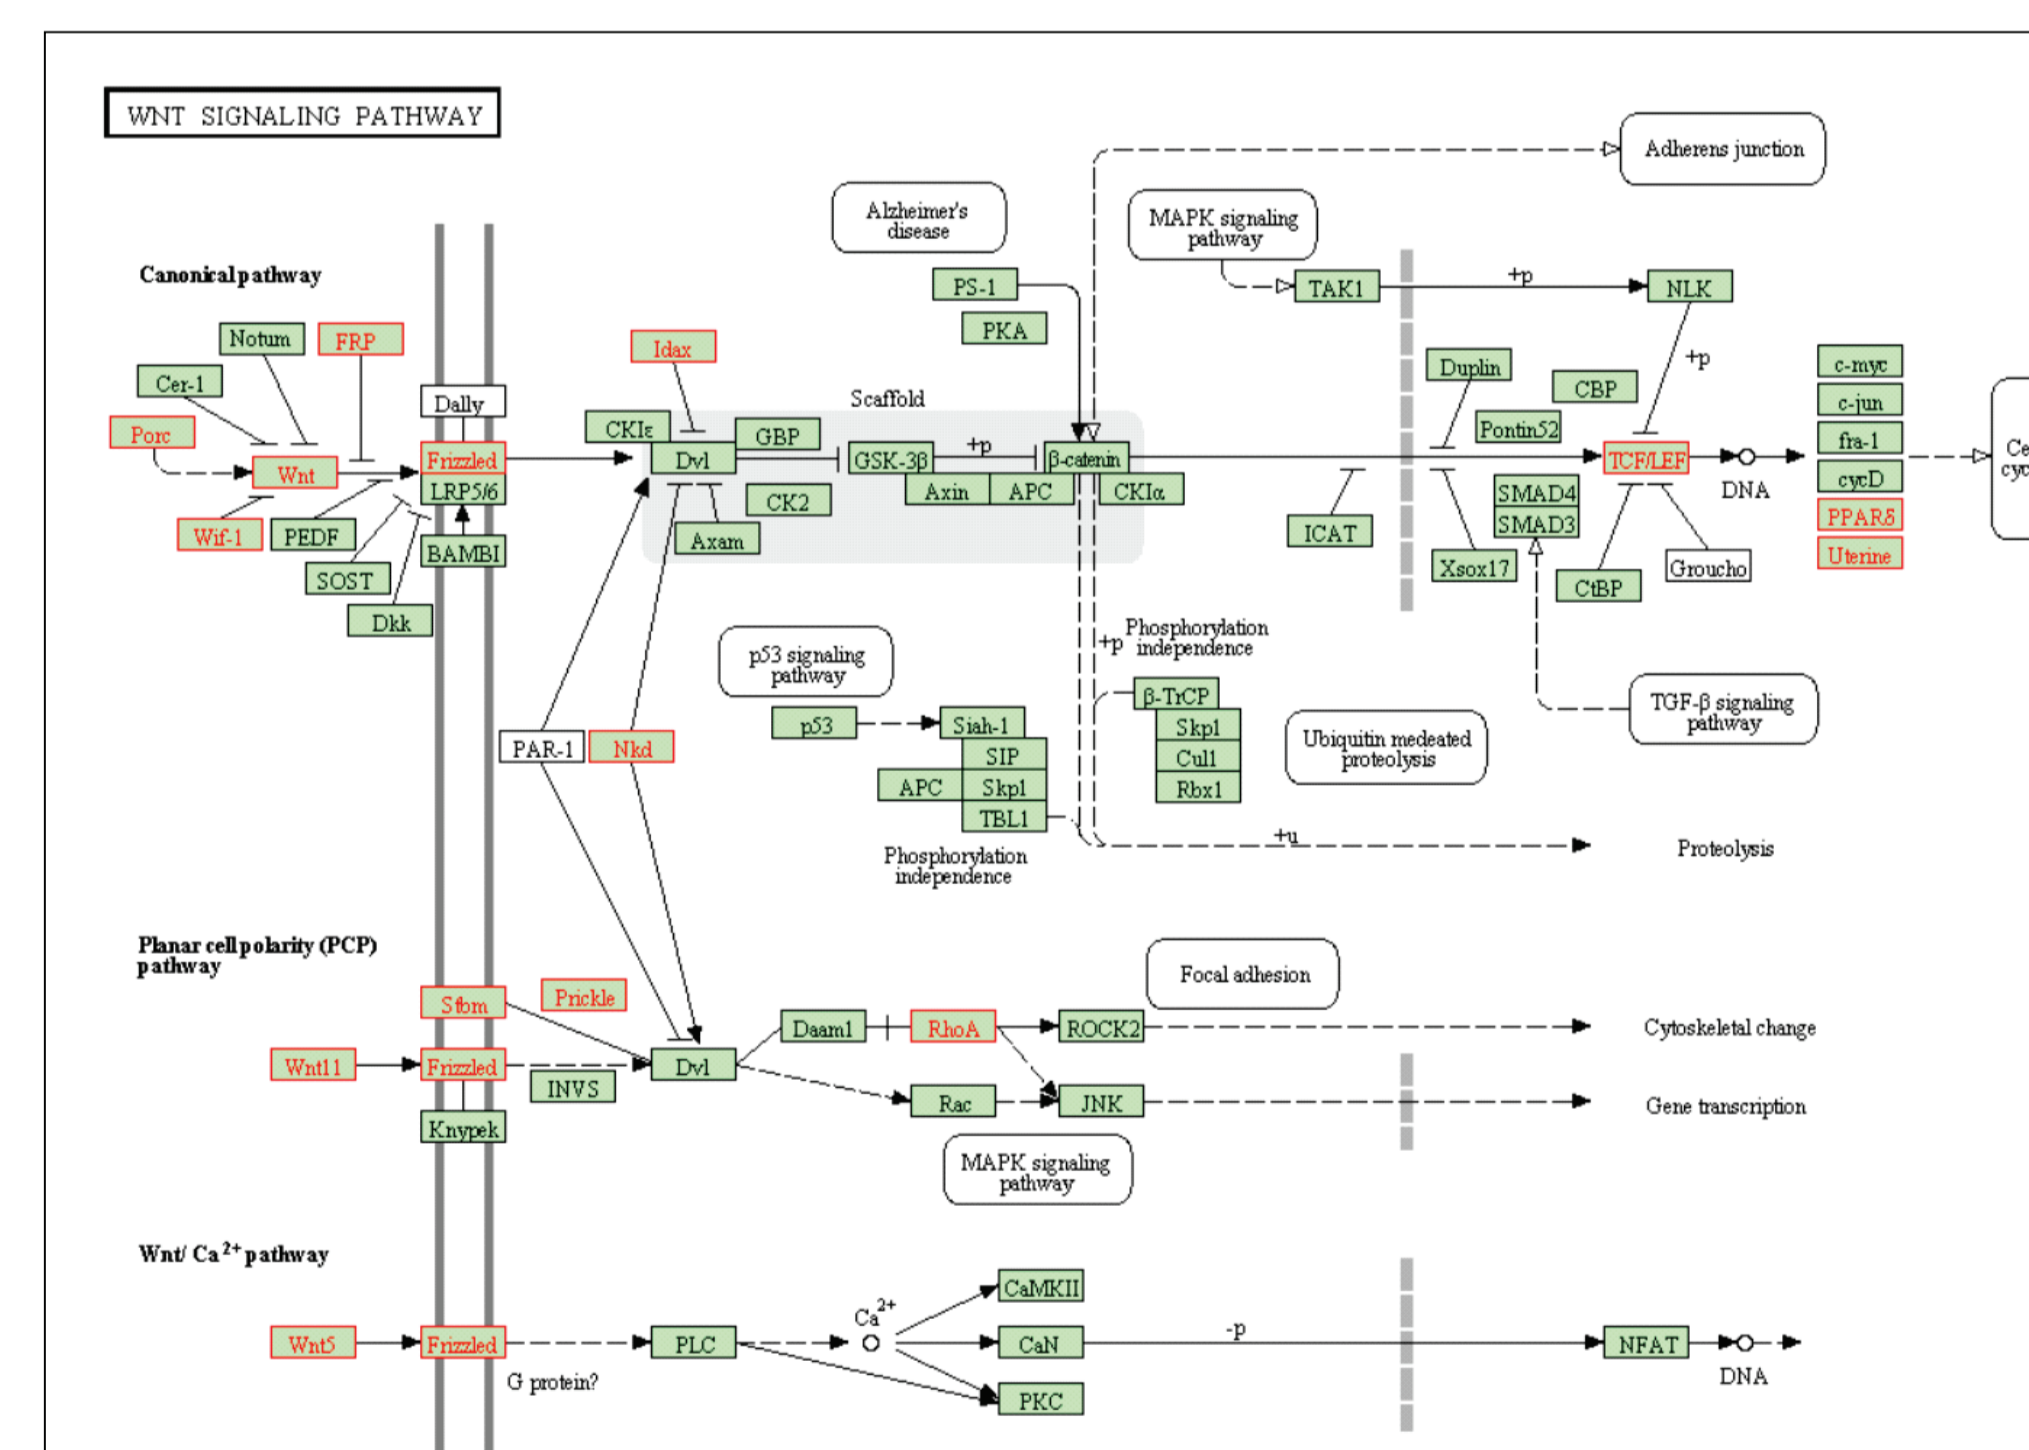 WNT SIGNALING PATHWAY
Adherens junction
Alzheimer's
disease
MAPK signaling
pathway
Canonical pathway
PS-1
TAK1
+p
NLK
Notum
FRP
PKA
Idax
+p
Cer-1
Duplin
c-myc
Dally
Scaffold
CBP
c-jun
Porc
CKIε
GBP
Pontin52
fra-1
Wnt
Frizzled
Dvl
GSK-3β
+p
β-catenin
TCF/LEF
DNA
cycD
LRP5/6
CK2
Axin
APC
CKIα
SMAD4
SMAD3
PPARδ
Wif-1
PEDF
BAMBI
Axam
ICAT
Uterine
SOST
Xsox17
CtBP
Groucho
Dkk
+p
Phosphorylation
independence
p53 signaling
pathway
β-TrCP
TGF-β signaling
pathway
p53
Siah-1
Skp1
PAR-1
Nkd
SIP
Cul1
Ubiquitin medeated
proteolysis
APC
Skp1
Rbx1
TBL1
+u
Proteolysis
Phosphorylation
independence
Planar cell polarity (PCP)
pathway
Focal adhesion
Stbm
Prickle
Daam1
RhoA
ROCK2
Cytoskeletal change
Wnt11
Frizzled
INVS
Dvl
Rac
JNK
Gene transcription
Knypek
MAPK signaling
pathway
Wnt/ Ca2+ pathway
CaMKII
Ca2+
Wnt5
Frizzled
PLC
CaN
-p
NFAT
DNA
G protein?
PKC